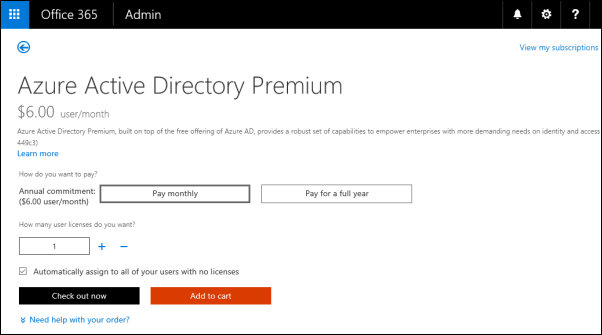 Office 365 Admin ?
View my subscriptions
Azure Active Directory Premium
$6.00 user/month
Azure Active Directory Premium, built on top of the free offering of Azure AD, provides a robust set of capabilities to empower enterprises with more demanding needs on identity and access
449c3)
Learn more
How do you want to pay?
Annual commitment: Pay monthly Pay for a full year
($6.00 user/month)
How many user licenses do you want?
1 + −
Automatically assign to all of your users with no licenses
Check out now Add to cart
Need help with your order?